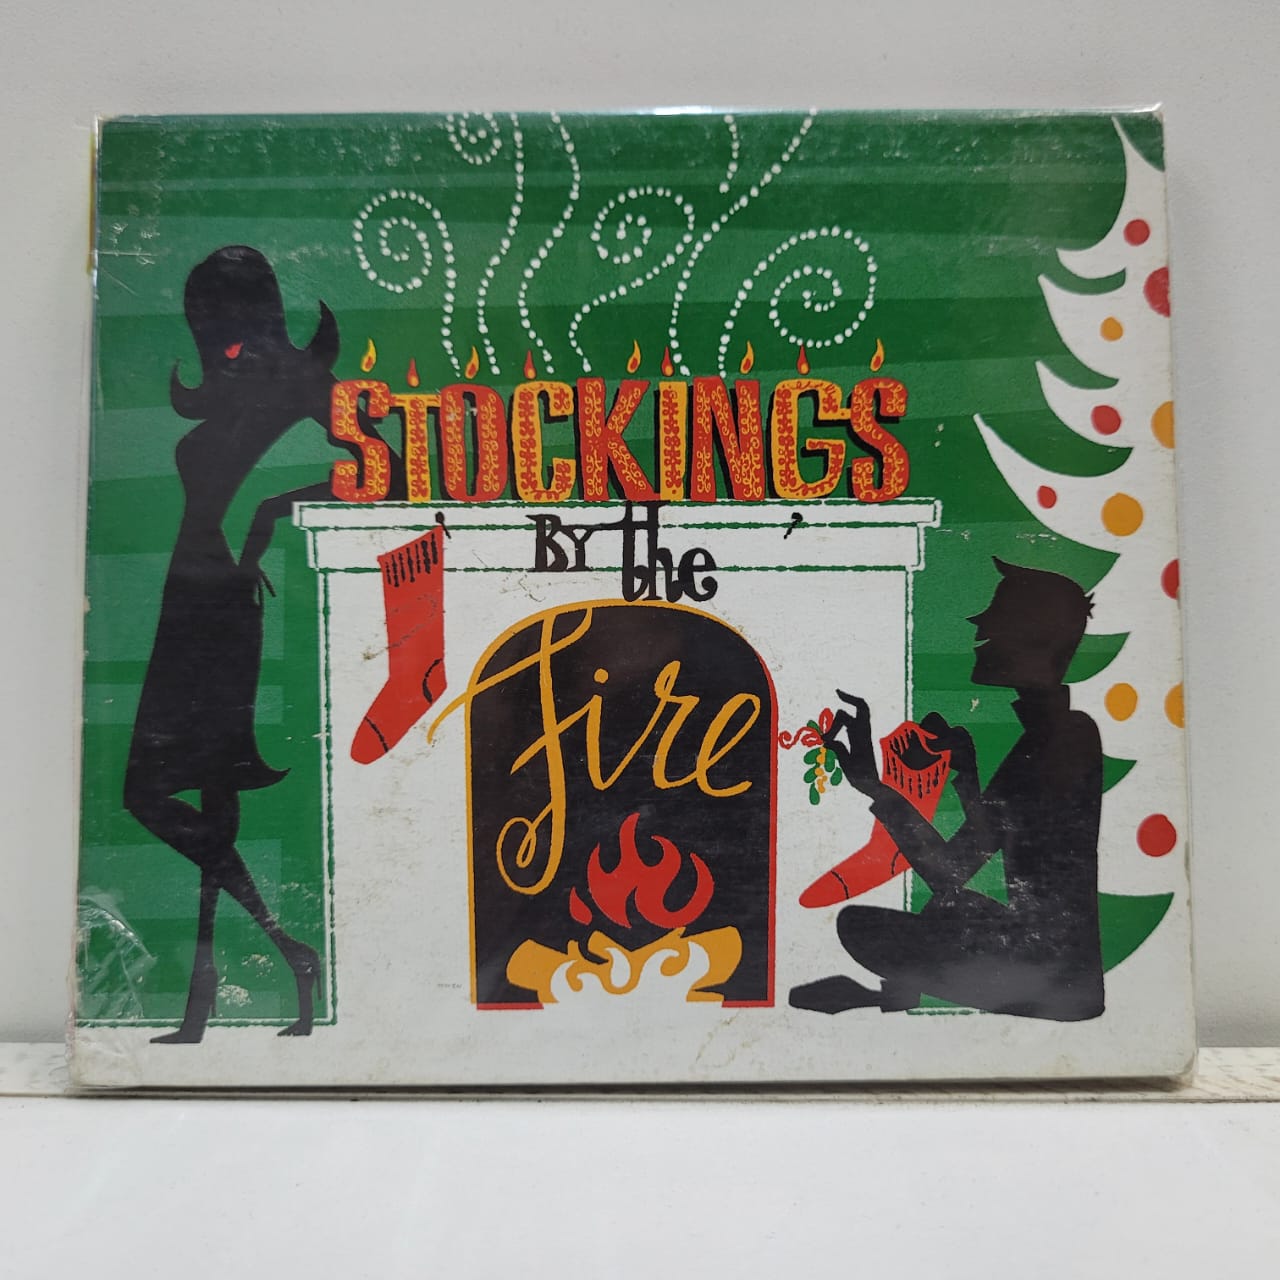 STOCKINGS
BY the
Fire